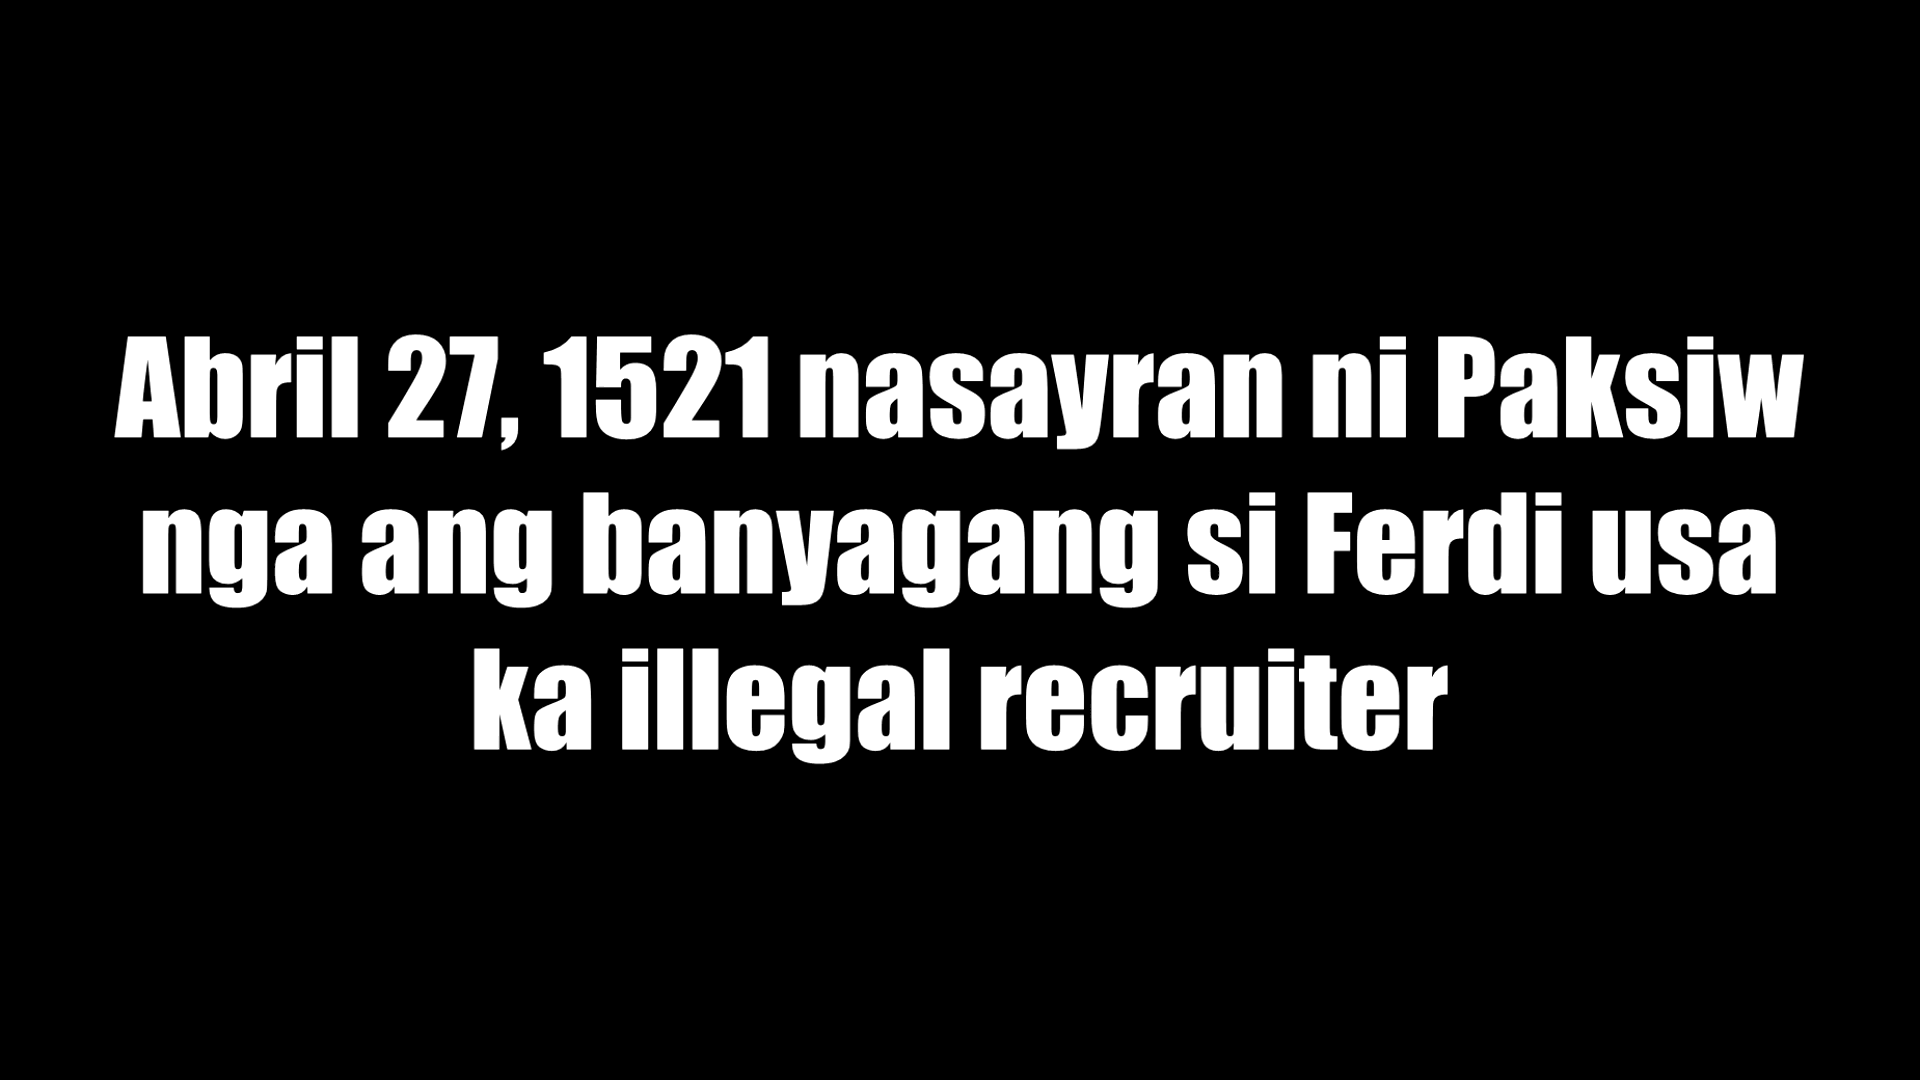 Abril 27, 1521 nasayran ni Paksiw
nga ang banyagang si Ferdi usa
ka illegal recruiter